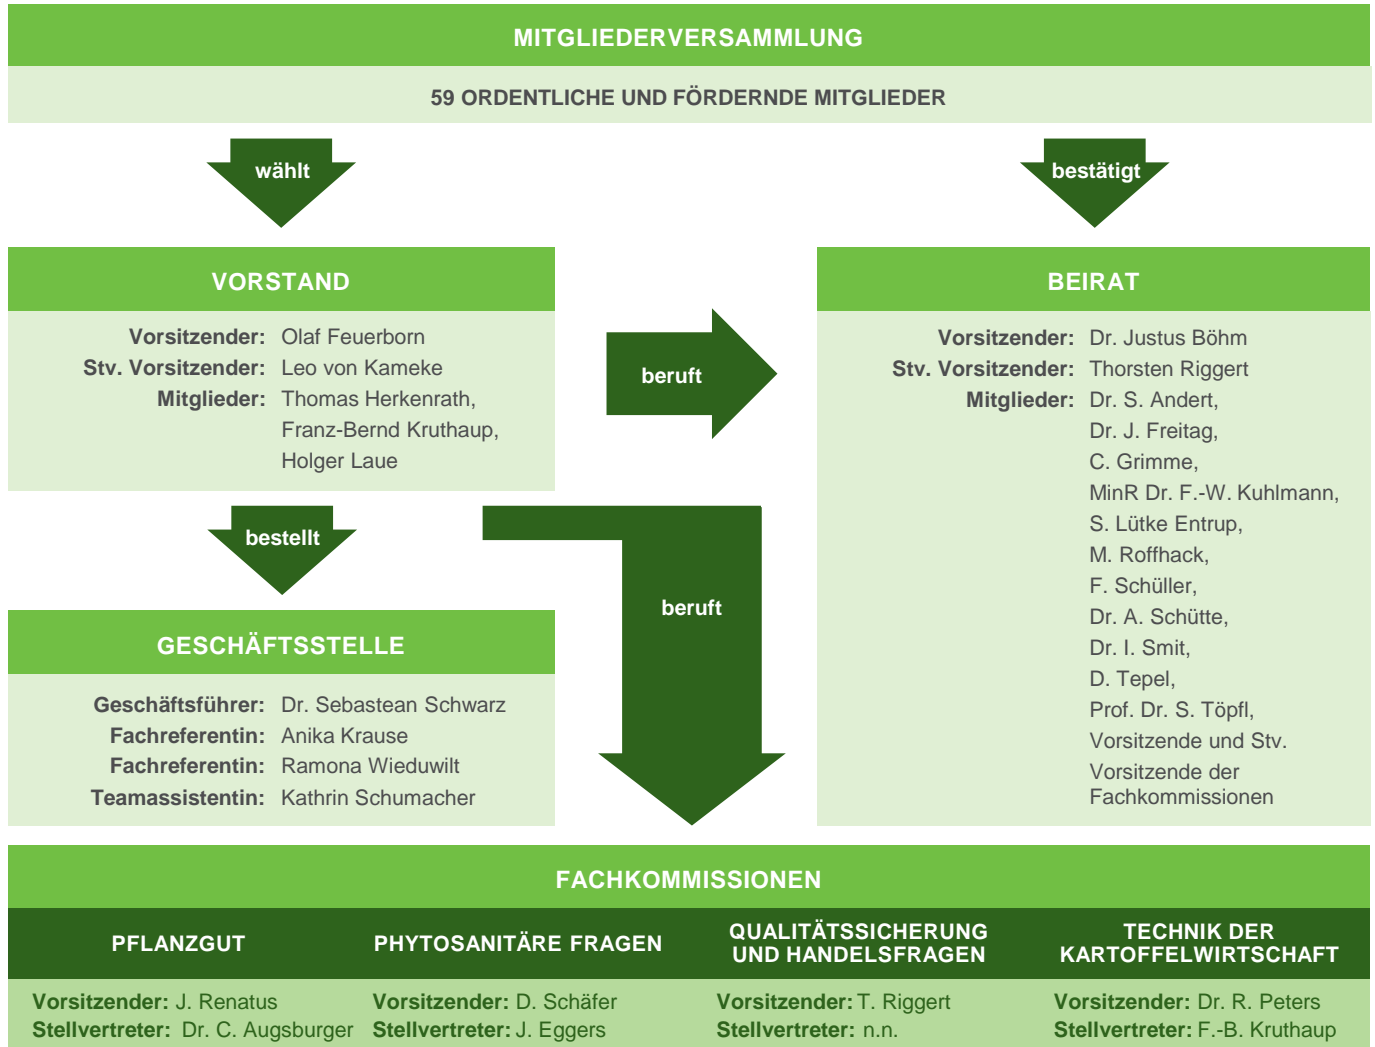 MITGLIEDERVERSAMMLUNG
59 ORDENTLICHE UND FÖRDERNDE MITGLIEDER
wählt
bestätigt
VORSTAND
Vorsitzender: Olaf Feuerborn
Stv. Vorsitzender: Leo von Kameke
Mitglieder: Thomas Herkenrath,
Franz-Bernd Kruthaup,
Holger Laue
beruft
BEIRAT
Vorsitzender: Dr. Justus Böhm
Stv. Vorsitzender: Thorsten Riggert
Mitglieder: Dr. S. Andert,
Dr. J. Freitag,
C. Grimme,
MinR Dr. F.-W. Kuhlmann,
S. Lütke Entrup,
M. Roffhack,
F. Schüller,
Dr. A. Schütte,
Dr. I. Smit,
D. Tepel,
Prof. Dr. S. Töpfl,
Vorsitzende und Stv.
Vorsitzende der
Fachkommissionen
bestellt
beruft
GESCHÄFTSSTELLE
Geschäftsführer: Dr. Sebastean Schwarz
Fachreferentin: Anika Krause
Fachreferentin: Ramona Wieduwilt
Teamassistentin: Kathrin Schumacher
FACHKOMMISSIONEN
PFLANZGUT
Vorsitzender: J. Renatus
Stellvertreter: Dr. C. Augsburger
PHYTOSANITÄRE FRAGEN
Vorsitzender: D. Schäfer
Stellvertreter: J. Eggers
QUALITÄTSSICHERUNG
UND HANDELSFRAGEN
Vorsitzender: T. Riggert
Stellvertreter: n.n.
TECHNIK DER
KARTOFFELWIRTSCHAFT
Vorsitzender: Dr. R. Peters
Stellvertreter: F.-B. Kruthaup